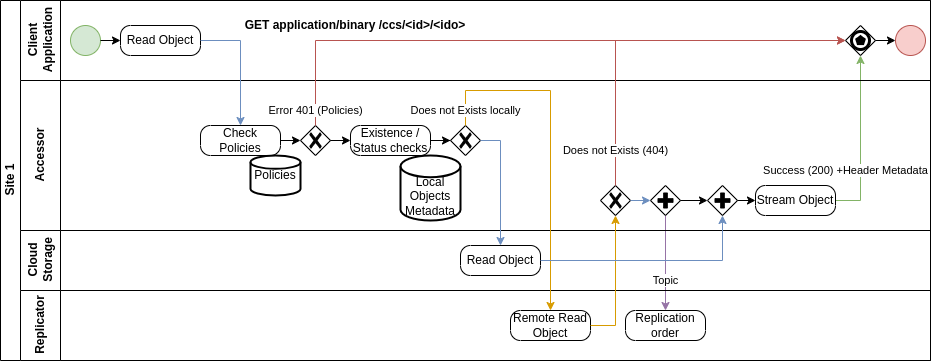 GET application/binary /ccs/<id>/<ido>
Site 1
Client
Application
Read Object
Accessor
Error 401 (Policies)
Does not Exists locally
Check
Policies
Existence /
Status checks
Policies
Local
Objects
Metadata
Does not Exists (404)
Success (200) +Header Metadata
Stream Object
Cloud
Storage
Read Object
Topic
Replicator
Remote Read
Object
Replication
order